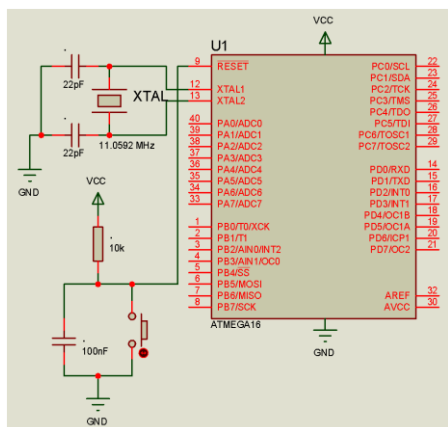 VCC
U1
9 RESET
12 XTAL1
13 XTAL2
40 PA0/ADC0
39 PA1/ADC1
38 PA2/ADC2
37 PA3/ADC3
36 PA4/ADC4
35 PA5/ADC5
34 PA6/ADC6
33 PA7/ADC7
1 PB0/T0/XCK
2 PB1/T1
3 PB2/AIN0/INT2
4 PB3/AIN1/OC0
5 PB4/SS
6 PB5/MOSI
7 PB6/MISO
8 PB7/SCK
PC0/SCL 22
PC1/SDA 23
PC2/TCK 24
PC3/TMS 25
PC4/TDO 26
PC5/TDI 27
PC6/TOSC1 28
PC7/TOSC2 29
PD0/RXD 14
PD1/TXD 15
PD2/INT0 16
PD3/INT1 17
PD4/OC1B 18
PD5/OC1A 19
PD6/ICP1 20
PD7/OC2 21
AREF 32
AVCC 30
ATMEGA16
GND
22pF
XTAL
22pF
11.0592 MHz
GND
VCC
10k
100nF
GND